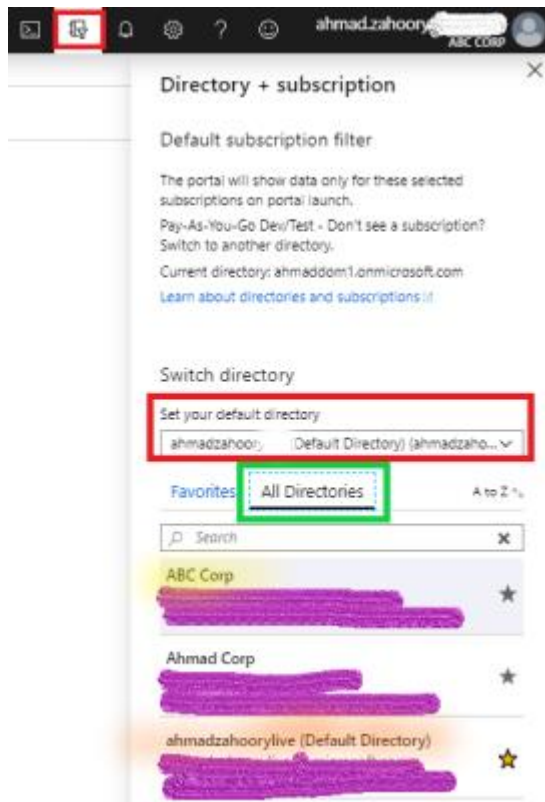 ahmad.zahoory
ABC CORP
Directory + subscription
Default subscription filter
The portal will show data only for these selected
subscriptions on portal launch.
Pay-As-You-Go Dev/Test - Don't see a subscription?
Switch to another directory.
Current directory: ahmaddom1.onmicrosoft.com
Learn about directories and subscriptions
Switch directory
Set your default directory
ahmadzahoory (Default Directory) (ahmadzaho...
Favorites All Directories A to Z
Search
ABC Corp
Ahmad Corp
ahmadzahoorylive (Default Directory)